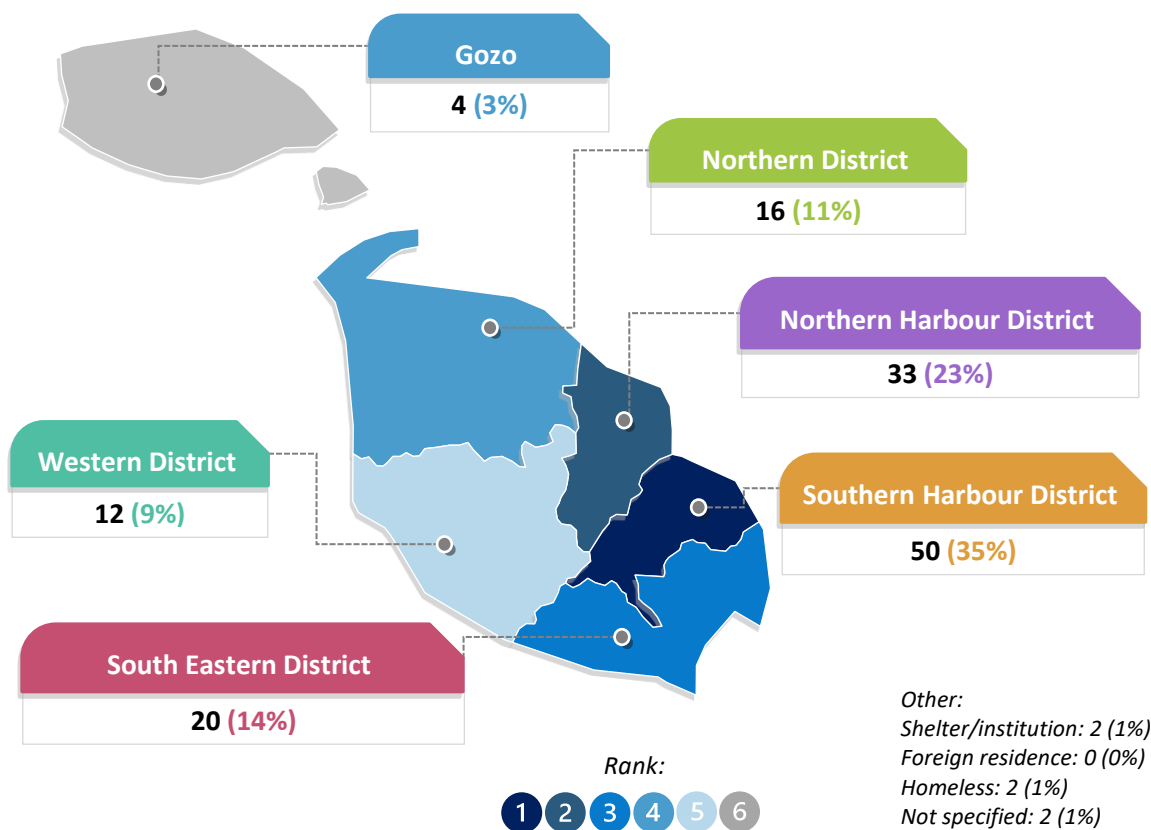 Gozo
4 (3%)
Northern District
16 (11%)
Northern Harbour District
33 (23%)
Western District
12 (9%)
Southern Harbour District
50 (35%)
South Eastern District
20 (14%)
Other:
Shelter/institution: 2 (1%)
Foreign residence: 0 (0%)
Homeless: 2 (1%)
Not specified: 2 (1%)
Rank:
1 2 3 4 5 6